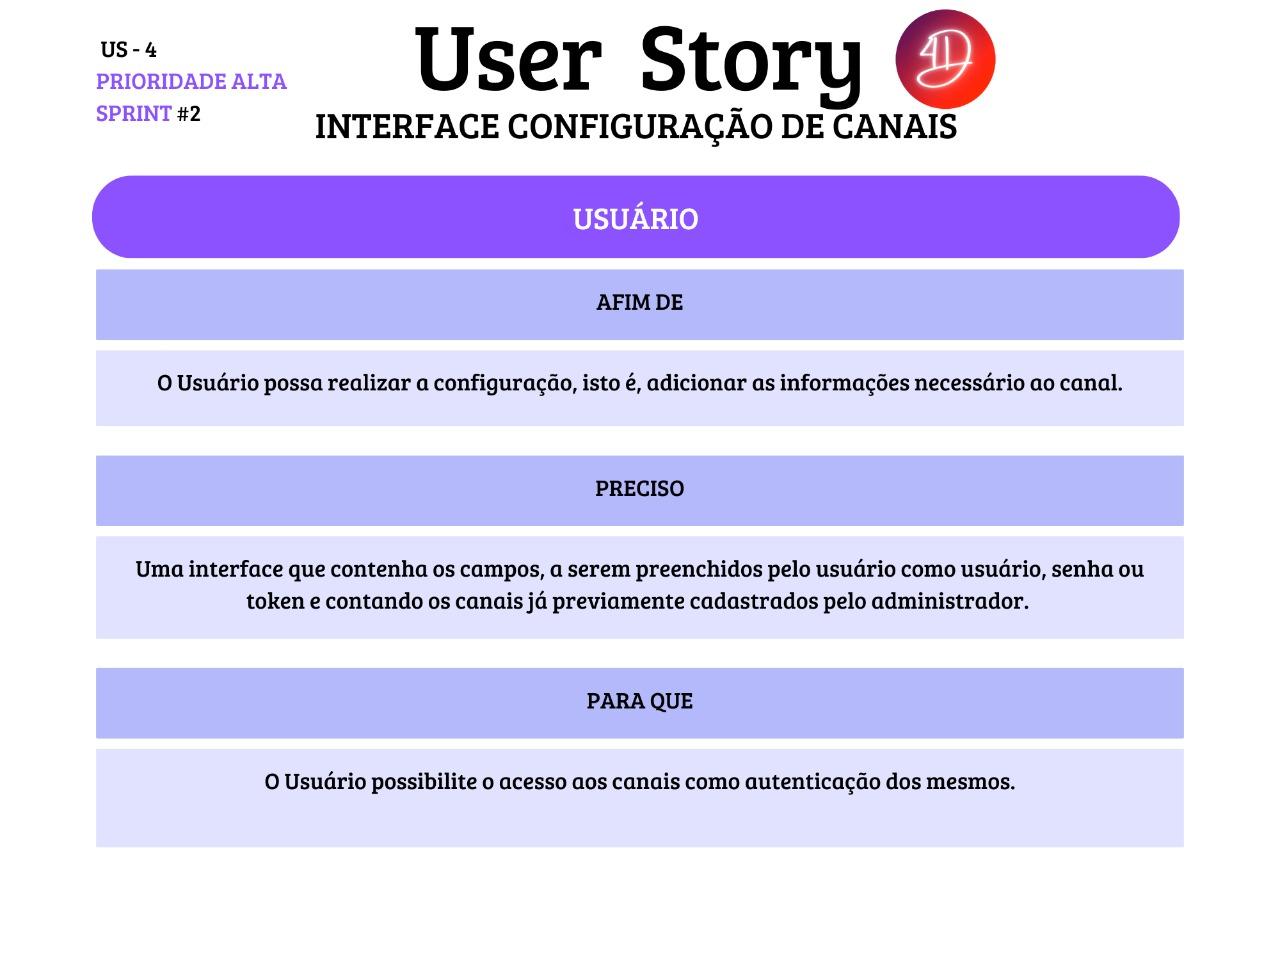 US - 4
PRIORIDADE ALTA
SPRINT #2
User Story
INTERFACE CONFIGURAÇÃO DE CANAIS
USUÁRIO
AFIM DE
O Usuário possa realizar a configuração, isto é, adicionar as informações necessário ao canal.
PRECISO
Uma interface que contenha os campos, a serem preenchidos pelo usuário como usuário, senha ou
token e contando os canais já previamente cadastrados pelo administrador.
PARA QUE
O Usuário possibilite o acesso aos canais como autenticação dos mesmos.